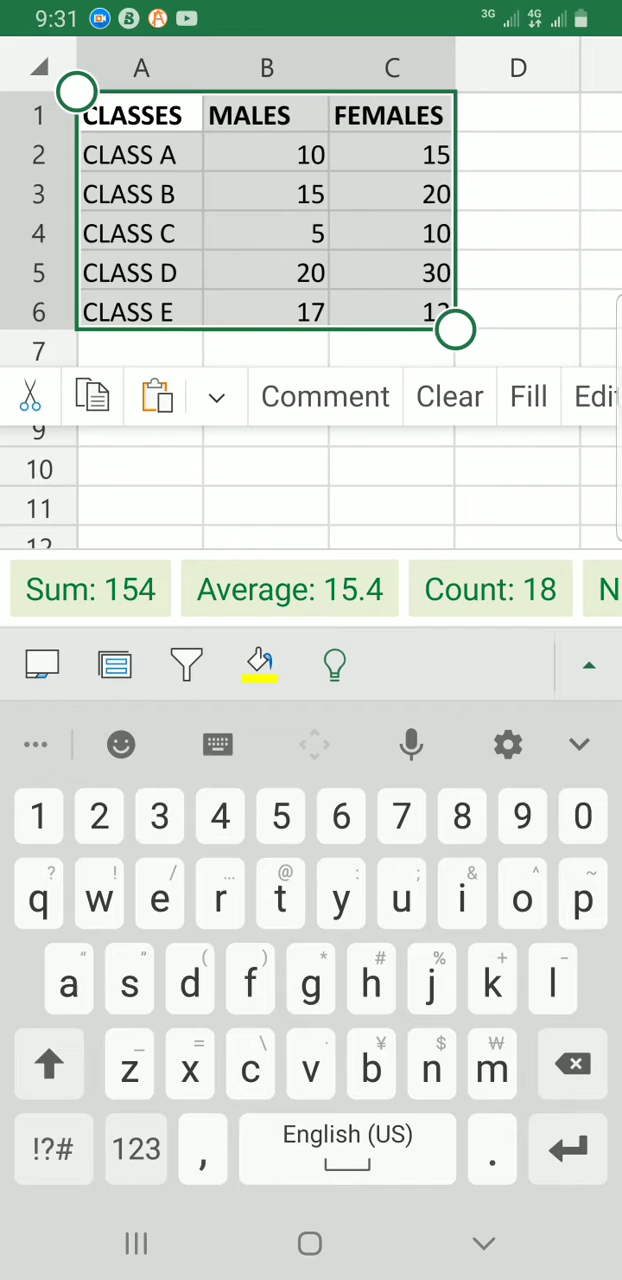 9:31 3G 4G
A B C D
1 CLASSES MALES FEMALES
2 CLASS A 10 15
3 CLASS B 15 20
4 CLASS C 5 10
5 CLASS D 20 30
6 CLASS E 17
7
Comment Clear Fill
9
10
11
12
Sum: 154 Average: 15.4 Count: 18 N
1 2 3 4 5 6 7 8 9 0
? ! / ... @ : ; & ^ ~
q w e r t y u i o p
" " ( ) * # % + -
a s d f g h j k l
_ = \ · ¥ $ ₩
z x c v b n m
!?# 123 , English (US) .